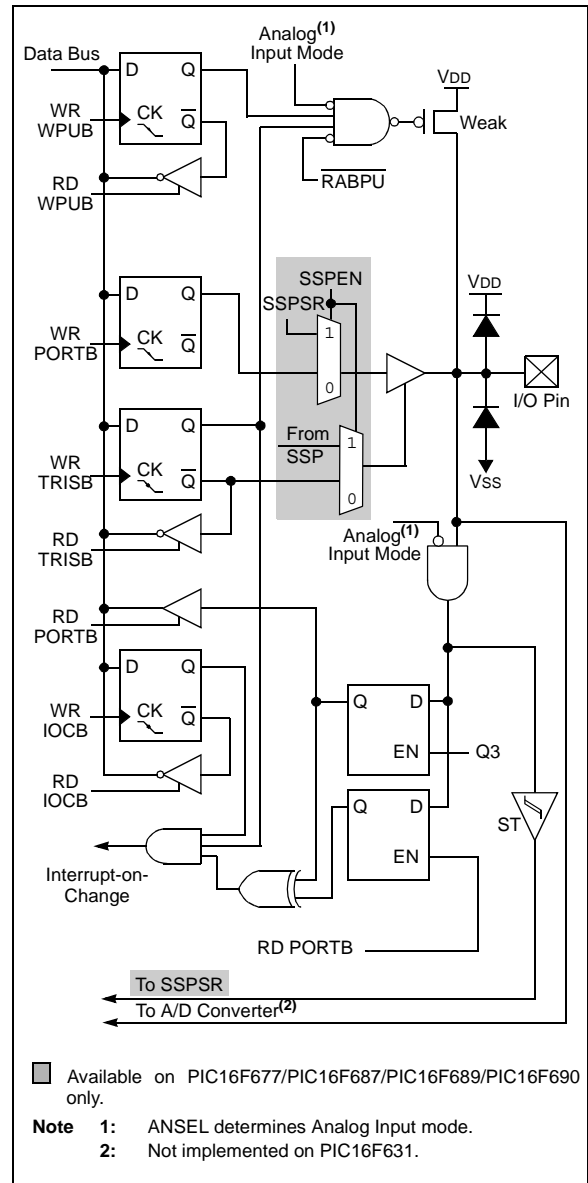 Analog(1)
Input Mode
Data Bus
D Q
VDD
WR
WPUB
CK Q
Weak
RD
WPUB
RABPU
SSPEN
D Q
SSPSR
VDD
1
WR
PORTB
CK Q
0
I/O Pin
D Q
From
SSP
1
WR
TRISB
CK Q
VSS
0
Analog(1)
Input Mode
RD
TRISB
RD
PORTB
D Q
Q D
WR
IOCB
CK Q
EN
Q3
RD
IOCB
Q D
ST
EN
Interrupt-on-
Change
RD PORTB
To SSPSR
To A/D Converter(2)
Available on PIC16F677/PIC16F687/PIC16F689/PIC16F690
only.
Note 1: ANSEL determines Analog Input mode.
2: Not implemented on PIC16F631.